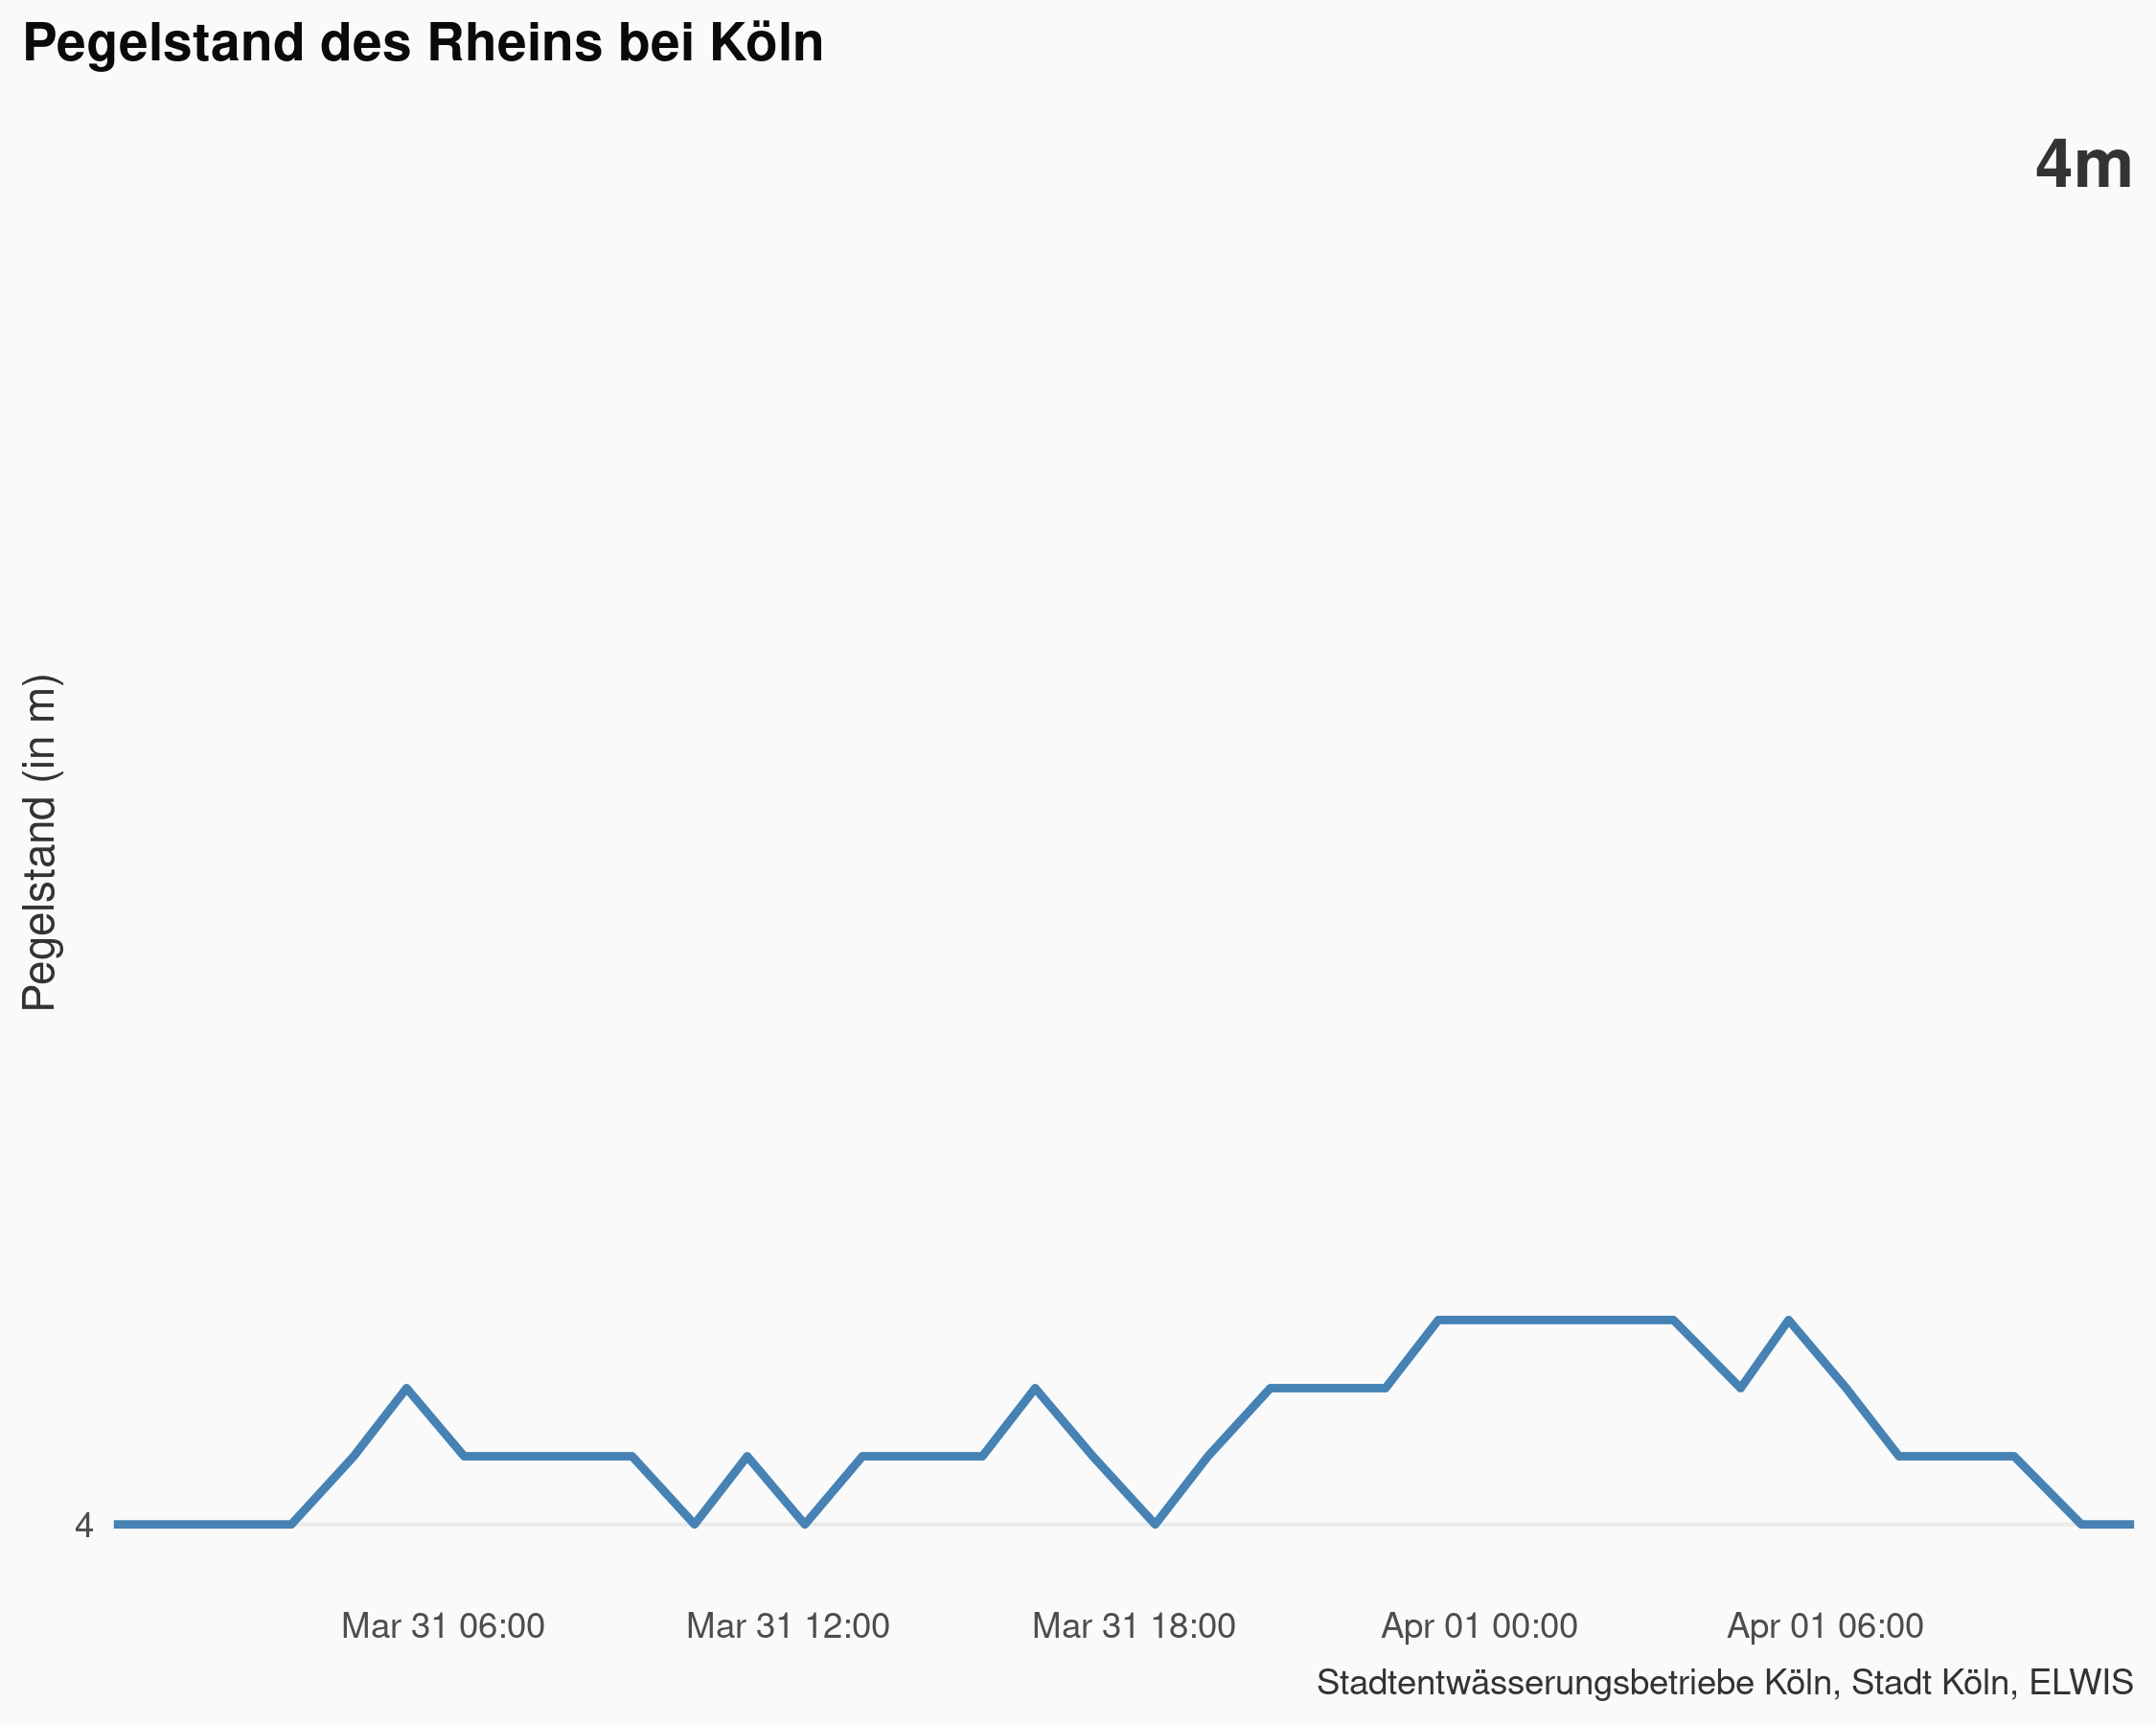 Pegelstand des Rheins bei Köln
4m
Pegelstand (in m)
4
Mar 31 06:00
Mar 31 12:00
Mar 31 18:00
Apr 01 00:00
Apr 01 06:00
Stadtentwässerungsbetriebe Köln, Stadt Köln, ELWIS